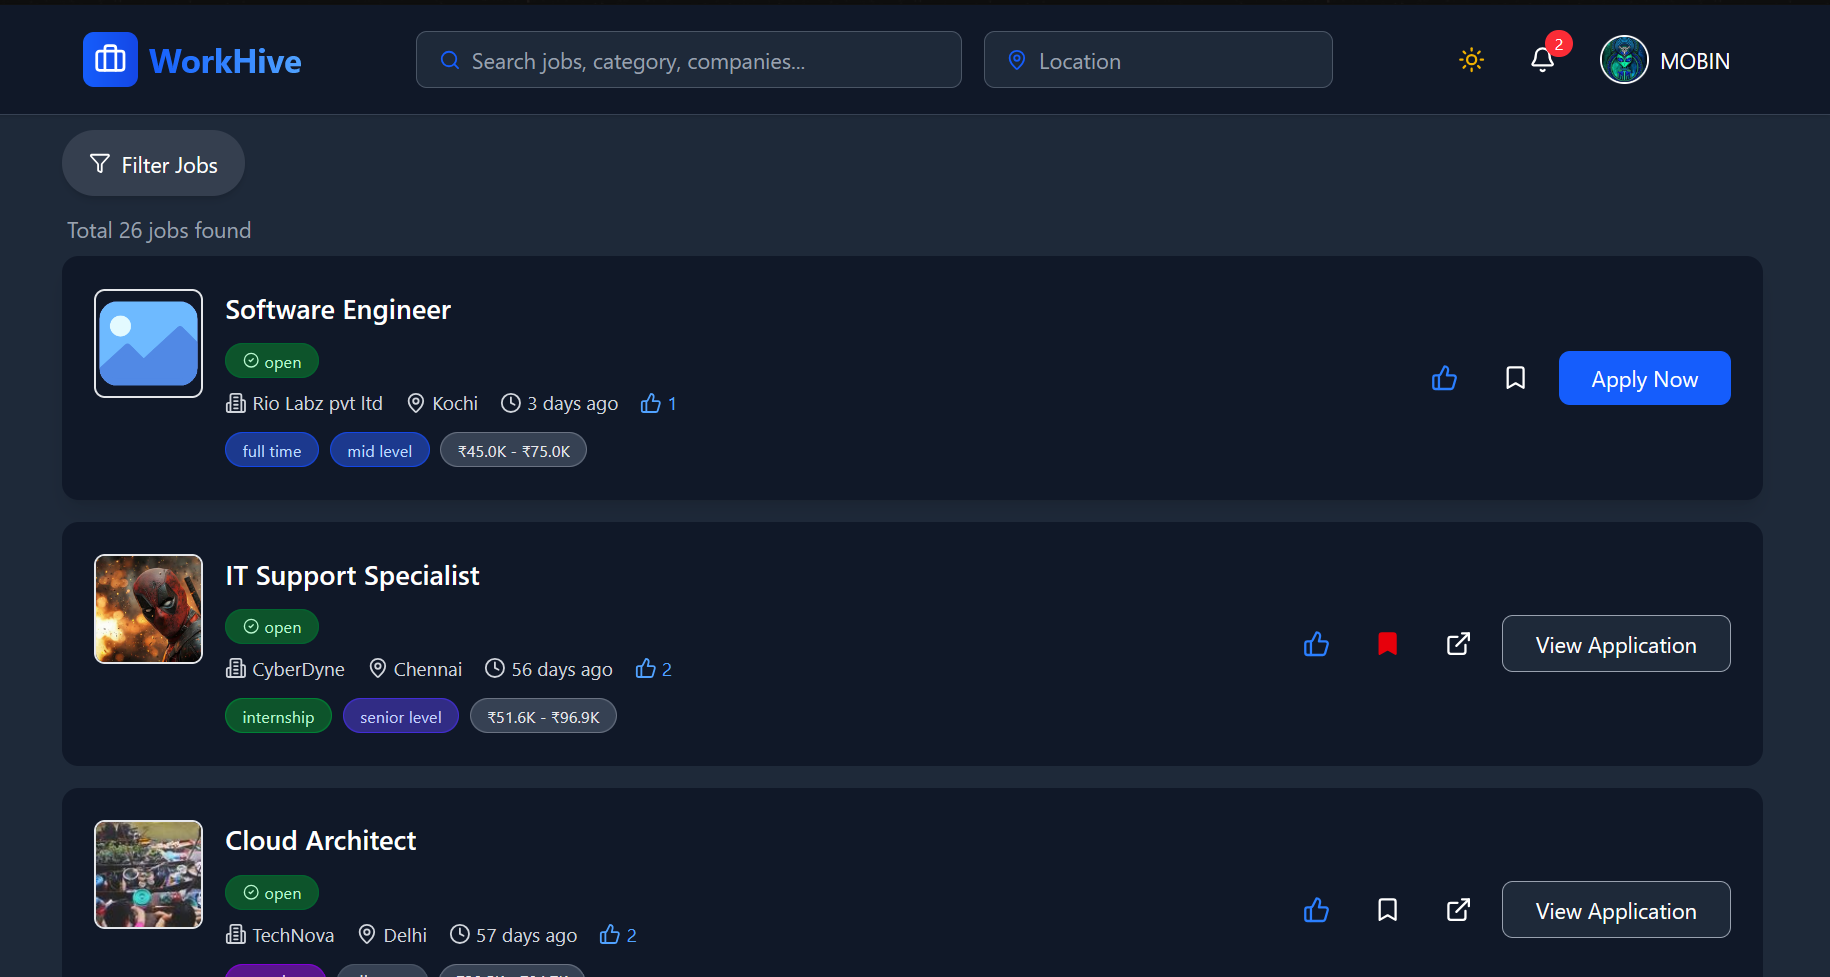 WorkHive
Search jobs, category, companies...
Location
2
MOBIN
Filter Jobs
Total 26 jobs found
Software Engineer
open
Rio Labz pvt ltd Kochi 3 days ago 1
full time mid level ₹45.0K - ₹75.0K
Apply Now
IT Support Specialist
open
CyberDyne Chennai 56 days ago 2
internship senior level ₹51.6K - ₹96.9K
View Application
Cloud Architect
open
TechNova Delhi 57 days ago 2
View Application